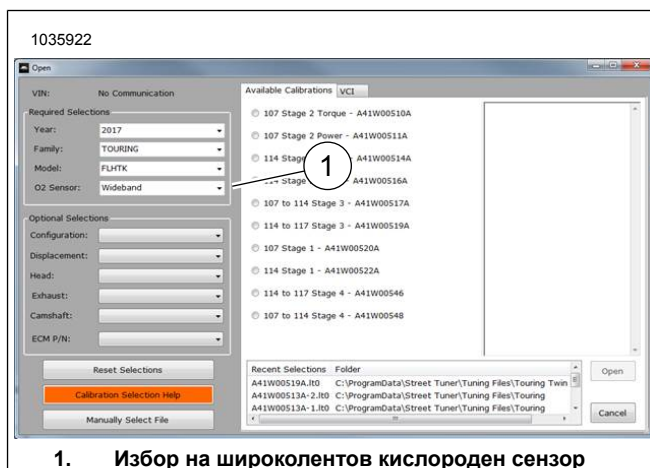 1035922
Open
VIN: No Communication
Required Selections
Year: 2017
Family: TOURING
Model: FLHTK
O2 Sensor: Wideband
Optional Selections
Configuration:
Displacement:
Head:
Exhaust:
Camshaft:
ECM P/N:
Reset Selections
Calibration Selection Help
Manually Select File
Available Calibrations VCI
107 Stage 2 Torque - A41W00510A
107 Stage 2 Power - A41W00511A
114 Stage A41W00514A
Stage A41W00516A
107 to 114 Stage 3 - A41W00517A
114 to 117 Stage 3 - A41W00519A
107 Stage 1 - A41W00520A
114 Stage 1 - A41W00522A
114 to 117 Stage 4 - A41W00546
107 to 114 Stage 4 - A41W00548
1
Recent Selections Folder
A41W00519A.lt0 C:\ProgramData\Street Tuner\Tuning Files\Touring Twin
A41W00513A-2.lt0 C:\ProgramData\Street Tuner\Tuning Files\Touring
A41W00513A-1.lt0 C:\ProgramData\Street Tuner\Tuning Files\Touring
Open
Cancel
1. Избор на широколентов кислороден сензор